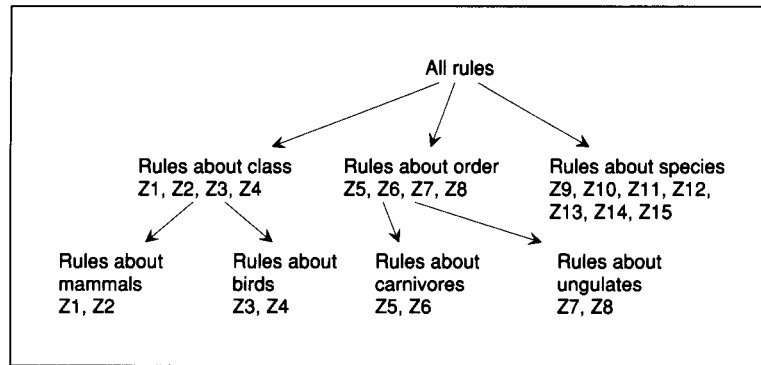 All rules
Rules about class
Z1, Z2, Z3, Z4
Rules about order
Z5, Z6, Z7, Z8
Rules about species
Z9, Z10, Z11, Z12,
Z13, Z14, Z15
Rules about
mammals
Z1, Z2
Rules about
birds
Z3, Z4
Rules about
carnivores
Z5, Z6
Rules about
ungulates
Z7, Z8